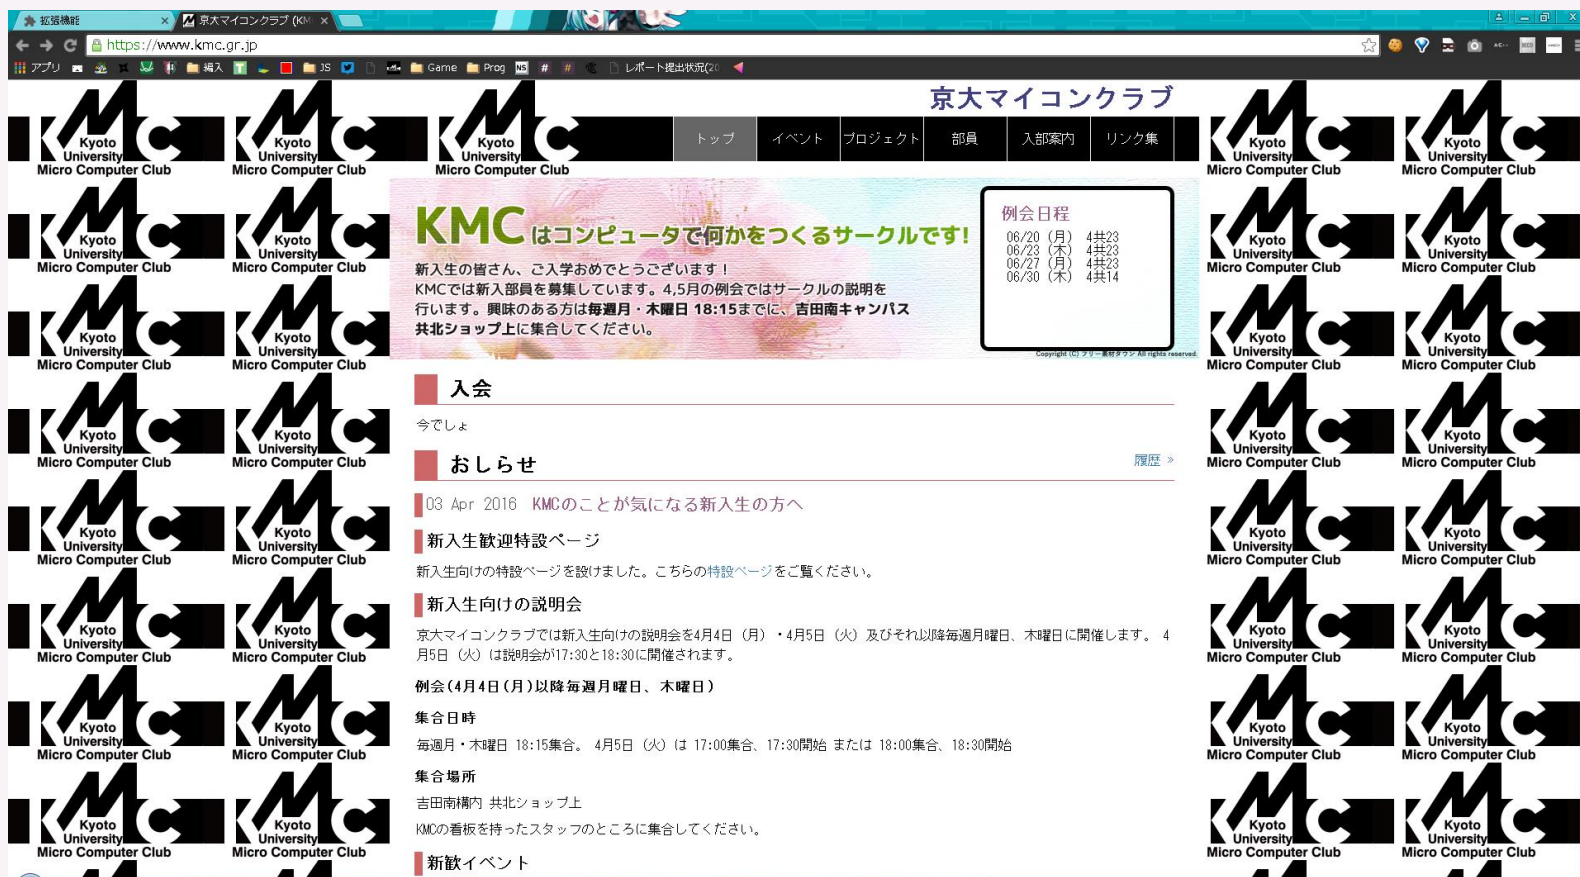 拡張機能
京大マイコンクラブ (KM
https://www.kmc.gr.jp
アプリ 編入 JS Game Prog NS # # レポート提出状況(20
京大マイコンクラブ
Kyoto University
Micro Computer Club
トップ イベント プロジェクト 部員 入部案内 リンク集
KMCはコンピュータで何かをつくるサークルです!
新入生の皆さん、ご入学おめでとうございます！
KMCでは新入部員を募集しています。4,5月の例会ではサークルの説明を
行います。興味のある方は毎週月・木曜日 18:15までに、吉田南キャンパス
共北ショップ上に集合してください。
例会日程
06/20 (月) 4共23
06/23 (木) 4共23
06/27 (月) 4共23
06/30 (木) 4共14
Copyright (C) フリー素材タウン All rights reserved.
入会
今でしょ
おしらせ
履歴 »
03 Apr 2016 KMCのことが気になる新入生の方へ
新入生歓迎特設ページ
新入生向けの特設ページを設けました。こちらの特設ページをご覧ください。
新入生向けの説明会
京大マイコンクラブでは新入生向けの説明会を4月4日（月）・4月5日（火）及びそれ以降毎週月曜日、木曜日に開催します。 4
月5日（火）は説明会が17:30と18:30に開催されます。
例会(4月4日(月)以降毎週月曜日、木曜日)
集合日時
毎週月・木曜日 18:15集合。 4月5日（火）は 17:00集合、17:30開始 または 18:00集合、18:30開始
集合場所
吉田南構内 共北ショップ上
KMCの看板を持ったスタッフのところに集合してください。
新歓イベント